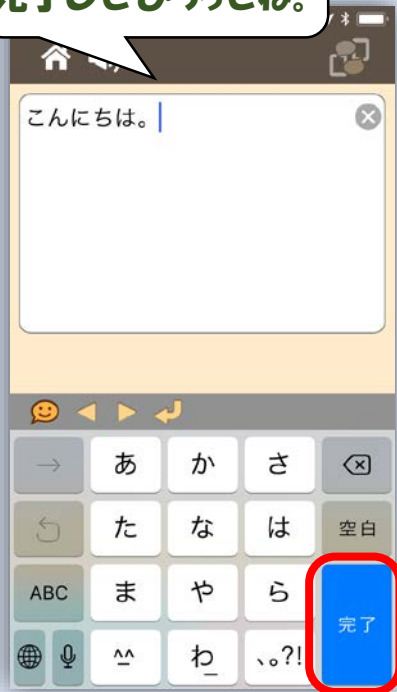 こんにちは。
→ あ か さ
た な は 空白
ABC ま や ら
^^ わ 、。?! 完了